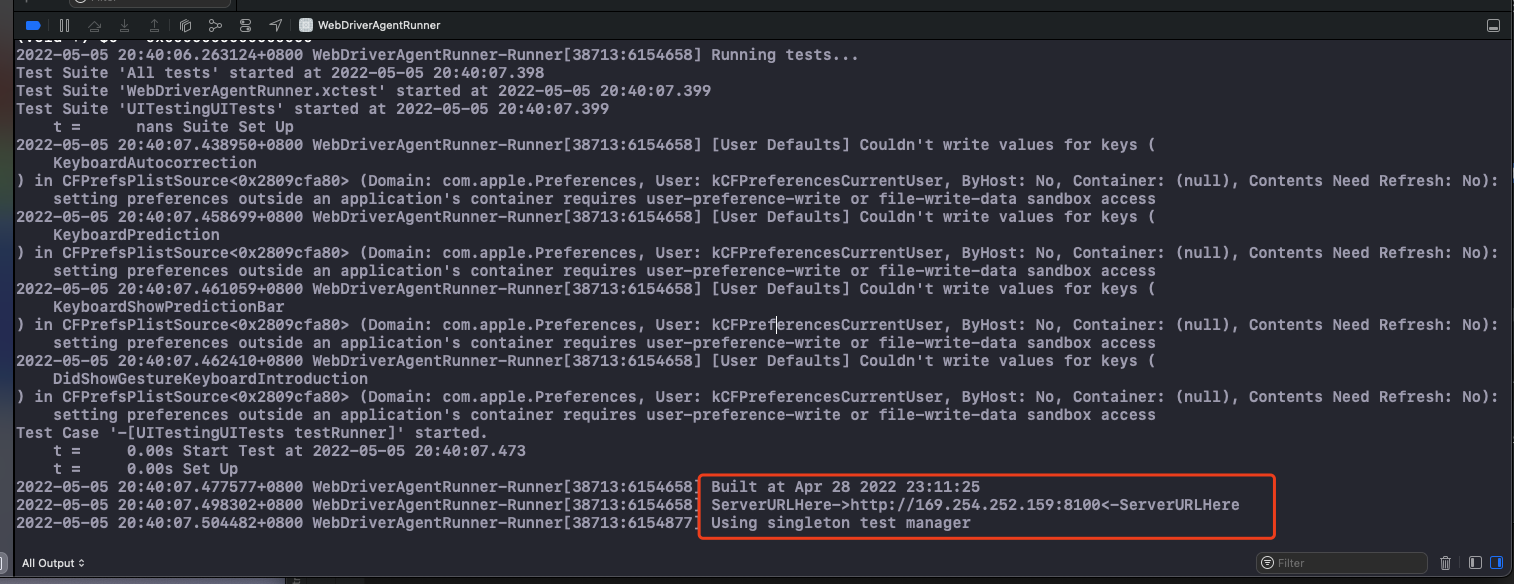 Filter
WebDriverAgentRunner
2022-05-05 20:40:06.263124+0800 WebDriverAgentRunner-Runner[38713:6154658] Running tests...
Test Suite 'All tests' started at 2022-05-05 20:40:07.398
Test Suite 'WebDriverAgentRunner.xctest' started at 2022-05-05 20:40:07.399
Test Suite 'UITestingUITests' started at 2022-05-05 20:40:07.399
    t =      nans Suite Set Up
2022-05-05 20:40:07.438950+0800 WebDriverAgentRunner-Runner[38713:6154658] [User Defaults] Couldn't write values for keys (
    KeyboardAutocorrection
) in CFPrefsPlistSource<0x2809cfa80> (Domain: com.apple.Preferences, User: kCFPreferencesCurrentUser, ByHost: No, Container: (null), Contents Need Refresh: No):
    setting preferences outside an application's container requires user-preference-write or file-write-data sandbox access
2022-05-05 20:40:07.458699+0800 WebDriverAgentRunner-Runner[38713:6154658] [User Defaults] Couldn't write values for keys (
    KeyboardPrediction
) in CFPrefsPlistSource<0x2809cfa80> (Domain: com.apple.Preferences, User: kCFPreferencesCurrentUser, ByHost: No, Container: (null), Contents Need Refresh: No):
    setting preferences outside an application's container requires user-preference-write or file-write-data sandbox access
2022-05-05 20:40:07.461059+0800 WebDriverAgentRunner-Runner[38713:6154658] [User Defaults] Couldn't write values for keys (
    KeyboardShowPredictionBar
) in CFPrefsPlistSource<0x2809cfa80> (Domain: com.apple.Preferences, User: kCFPreferencesCurrentUser, ByHost: No, Container: (null), Contents Need Refresh: No):
    setting preferences outside an application's container requires user-preference-write or file-write-data sandbox access
2022-05-05 20:40:07.462410+0800 WebDriverAgentRunner-Runner[38713:6154658] [User Defaults] Couldn't write values for keys (
    DidShowGestureKeyboardIntroduction
) in CFPrefsPlistSource<0x2809cfa80> (Domain: com.apple.Preferences, User: kCFPreferencesCurrentUser, ByHost: No, Container: (null), Contents Need Refresh: No):
    setting preferences outside an application's container requires user-preference-write or file-write-data sandbox access
Test Case '-[UITestingUITests testRunner]' started.
    t =     0.00s Start Test at 2022-05-05 20:40:07.473
    t =     0.00s Set Up
2022-05-05 20:40:07.477577+0800 WebDriverAgentRunner-Runner[38713:6154658] Built at Apr 28 2022 23:11:25
2022-05-05 20:40:07.498302+0800 WebDriverAgentRunner-Runner[38713:6154658] ServerURLHere->http://169.254.252.159:8100<-ServerURLHere
2022-05-05 20:40:07.504482+0800 WebDriverAgentRunner-Runner[38713:6154877] Using singleton test manager
All Output
Filter